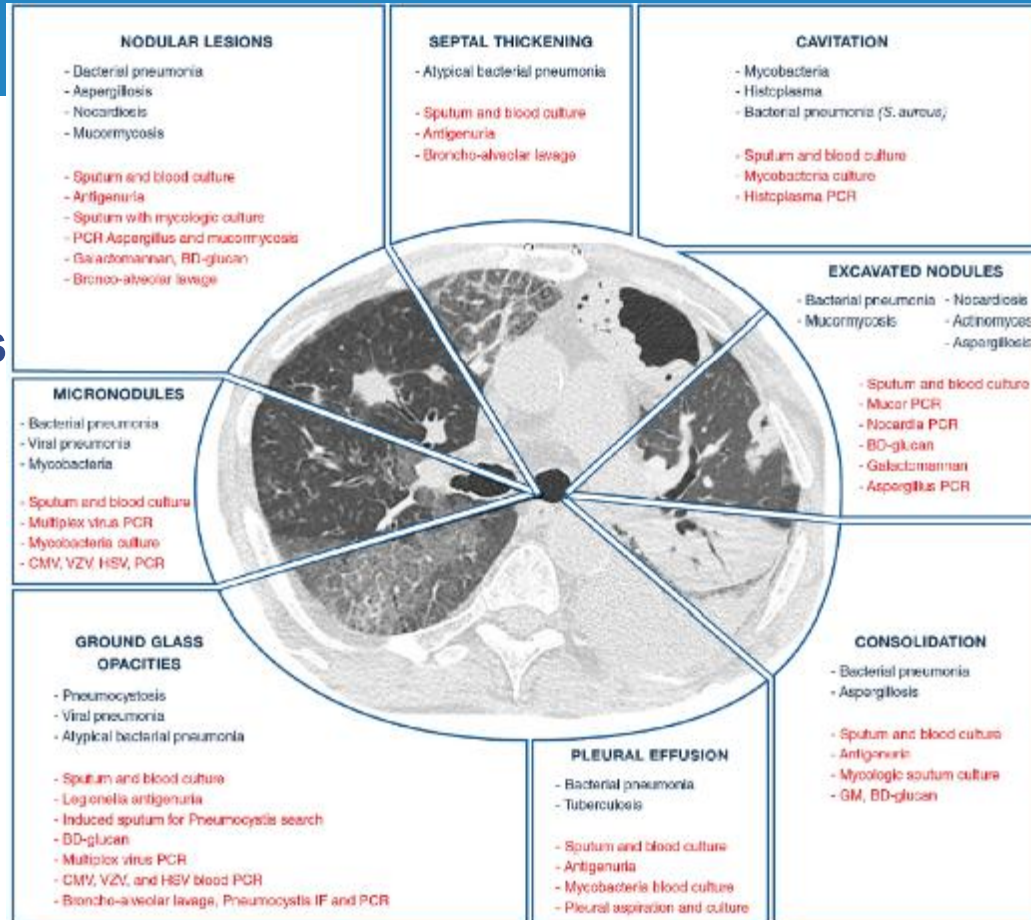 NODULAR LESIONS
- Bacterial pneumonia
- Aspergillosis
- Nocardiosis
- Mucormycosis
- Sputum and blood culture
- Antigenuria
- Sputum with mycologic culture
- PCR Aspergillus and mucormycosis
- Galactomannan, BD-glucan
- Bronco-alveolar lavage
SEPTAL THICKENING
- Atypical bacterial pneumonia
- Sputum and blood culture
- Antigenuria
- Broncho-alveolar lavage
CAVITATION
- Mycobacteria
- Histoplasma
- Bacterial pneumonia (S. aureus)
- Sputum and blood culture
- Mycobacteria culture
- Histoplasma PCR
EXCAVATED NODULES
- Bacterial pneumonia - Nocardiosis
- Mucormycosis - Actinomyces
- Aspergillosis
- Sputum and blood culture
- Mucor PCR
- Nocardia PCR
- BD-glucan
- Galactomannan
- Aspergillus PCR
s
MICRONODULES
- Bacterial pneumonia
- Viral pneumonia
- Mycobacteria
- Sputum and blood culture
- Multiplex virus PCR
- Mycobacteria culture
- CMV, VZV, HSV, PCR
GROUND GLASS
OPACITIES
- Pneumocystosis
- Viral pneumonia
- Atypical bacterial pneumonia
- Sputum and blood culture
- Legionella antigenuria
- Induced sputum for Pneumocystis search
- BD-glucan
- Multiplex virus PCR
- CMV, VZV, and HSV blood PCR
- Broncho-alveolar lavage, Pneumocystis IF and PCR
PLEURAL EFFUSION
- Bacterial pneumonia
- Tuberculosis
- Sputum and blood culture
- Antigenuria
- Mycobacteria blood culture
- Pleural aspiration and culture
CONSOLIDATION
- Bacterial pneumonia
- Aspergillosis
- Sputum and blood culture
- Antigenuria
- Mycologic sputum culture
- GM, BD-glucan